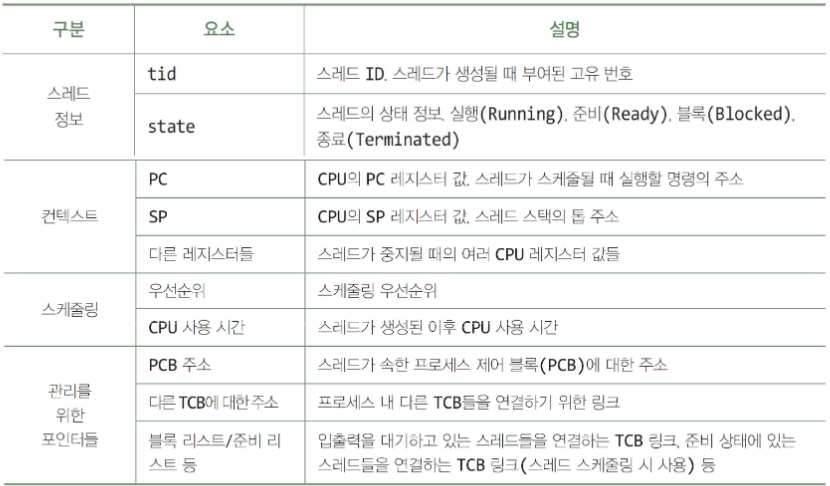 구분 요소 설명
스레드
정보
tid 스레드 ID. 스레드가 생성될 때 부여된 고유 번호
state 스레드의 상태 정보. 실행(Running), 준비(Ready), 블록(Blocked),
종료(Terminated)
컨텍스트
PC CPU의 PC 레지스터 값. 스레드가 스케줄될 때 실행할 명령의 주소
SP CPU의 SP 레지스터 값. 스레드 스택의 톱 주소
다른 레지스터들 스레드가 중지될 때의 여러 CPU 레지스터 값들
스케줄링
우선순위 스케줄링 우선순위
CPU 사용 시간 스레드가 생성된 이후 CPU 사용 시간
관리를
위한
포인터들
PCB 주소 스레드가 속한 프로세스 제어 블록(PCB)에 대한 주소
다른 TCB에 대한 주소 프로세스 내 다른 TCB들을 연결하기 위한 링크
블록 리스트/준비 리
스트 등
입출력을 대기하고 있는 스레드들을 연결하는 TCB 링크, 준비 상태에 있는
스레드들을 연결하는 TCB 링크(스레드 스케줄링 시 사용) 등